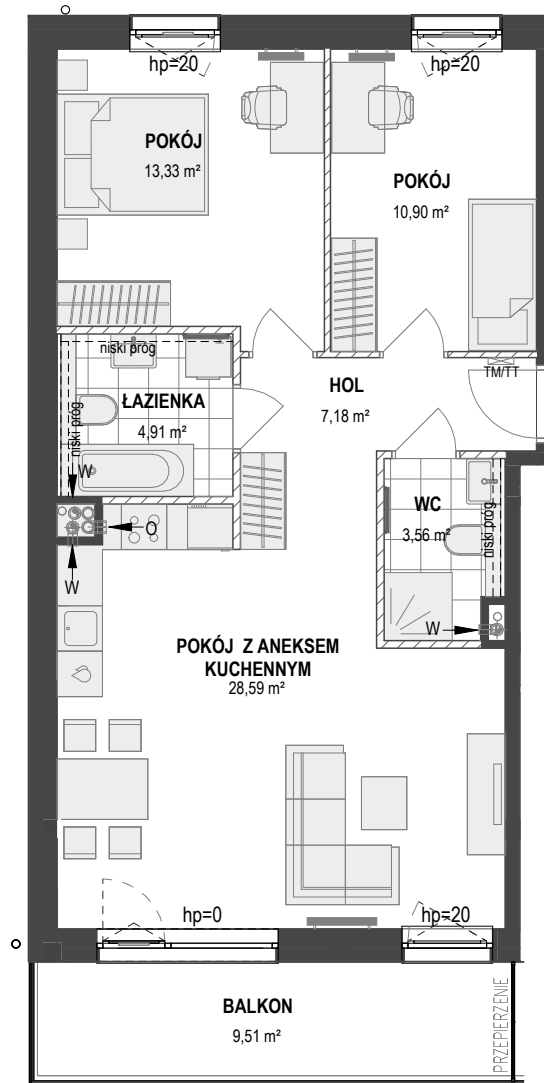 hp=20
hp=20
POKÓJ
13,33 m²
POKÓJ
10,90 m²
niski próg
TM/TT
HOL
7,18 m²
ŁAZIENKA
4,91 m²
niski próg
W
O
W
WC
3,56 m²
niski próg
W
POKÓJ Z ANEKSEM
KUCHENNYM
28,59 m²
hp=0
hp=20
BALKON
9,51 m²
PRZEPIERZENIE